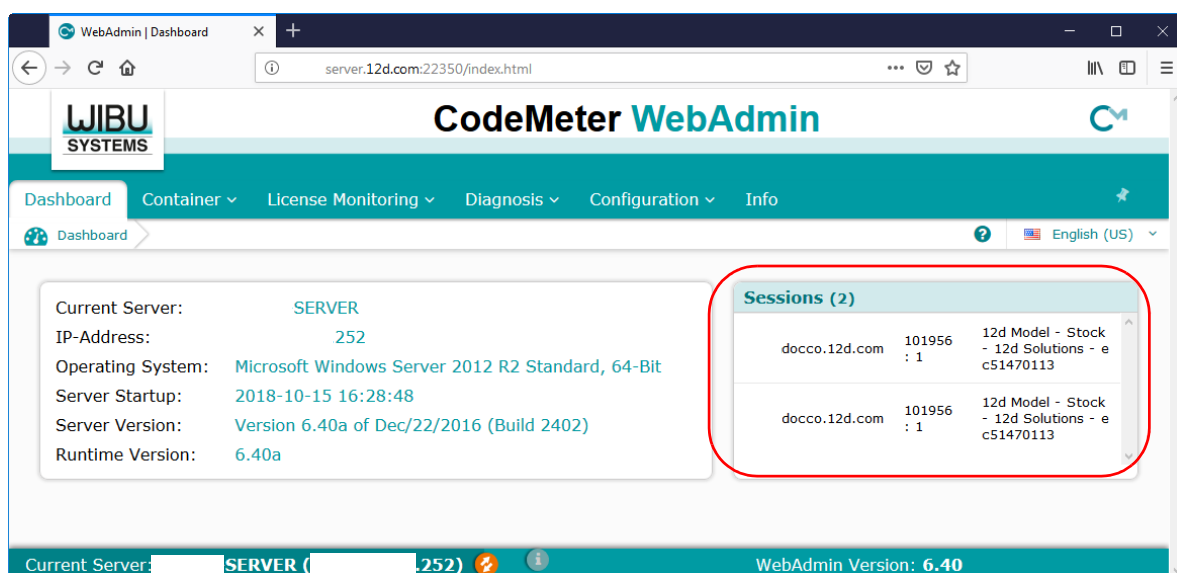 WebAdmin | Dashboard
server.12d.com:22350/index.html
WIBU
SYSTEMS
CodeMeter WebAdmin
CM
Dashboard Container License Monitoring Diagnosis Configuration Info
Dashboard
? English (US)
Current Server: SERVER
IP-Address: 252
Operating System: Microsoft Windows Server 2012 R2 Standard, 64-Bit
Server Startup: 2018-10-15 16:28:48
Server Version: Version 6.40a of Dec/22/2016 (Build 2402)
Runtime Version: 6.40a
Sessions (2)
docco.12d.com
101956
: 1
12d Model - Stock
- 12d Solutions - e
c51470113
docco.12d.com
101956
: 1
12d Model - Stock
- 12d Solutions - e
c51470113
Current Server: SERVER ( .252) i WebAdmin Version: 6.40